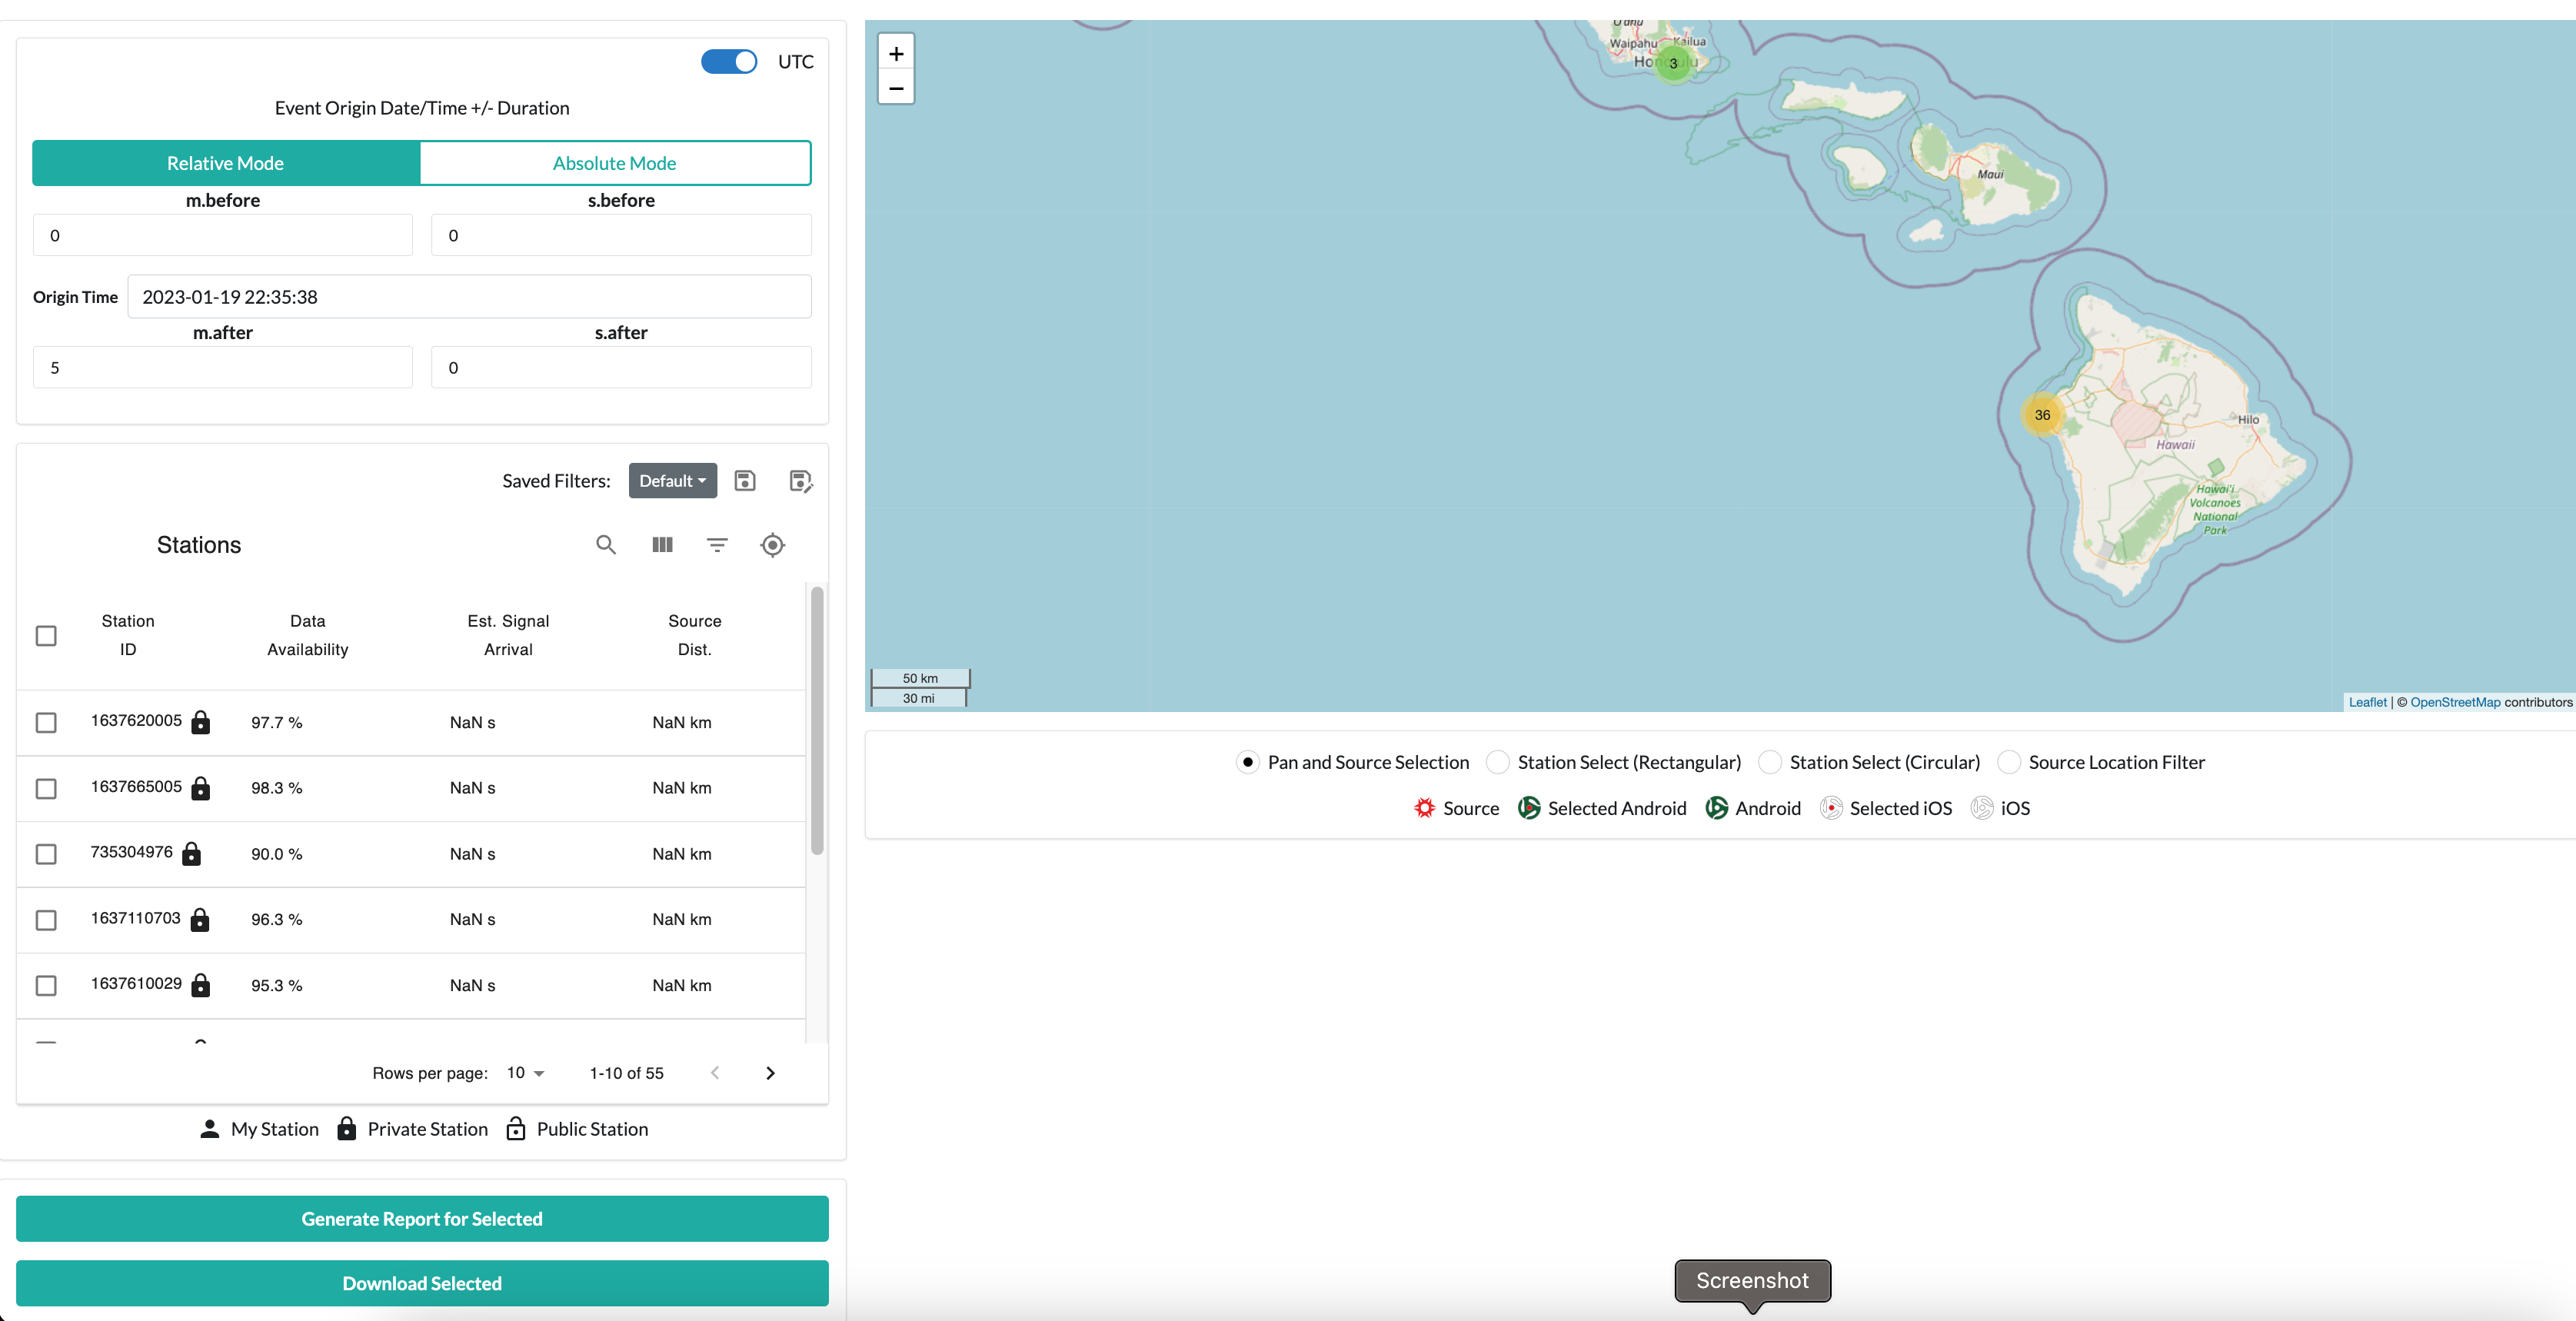 UTC
Event Origin Date/Time +/- Duration
Relative Mode
Absolute Mode
m.before
s.before
0
0
Origin Time
2023-01-19 22:35:38
m.after
s.after
5
0
Saved Filters:
Default
Stations
Station ID
Data Availability
Est. Signal Arrival
Source Dist.
1637620005 97.7 % NaN s NaN km
1637665005 98.3 % NaN s NaN km
735304976 90.0 % NaN s NaN km
1637110703 96.3 % NaN s NaN km
1637610029 95.3 % NaN s NaN km
Rows per page: 10 1-10 of 55
My Station Private Station Public Station
Generate Report for Selected
Download Selected
+
−
Waipahu
Kailua
Honolulu
3
Maui
36
Hilo
Hawaii
Hawai'i
Volcanoes
National
Park
50 km
30 mi
Leaflet | © OpenStreetMap contributors
Pan and Source Selection Station Select (Rectangular) Station Select (Circular) Source Location Filter
Source Selected Android Android Selected iOS iOS
Screenshot